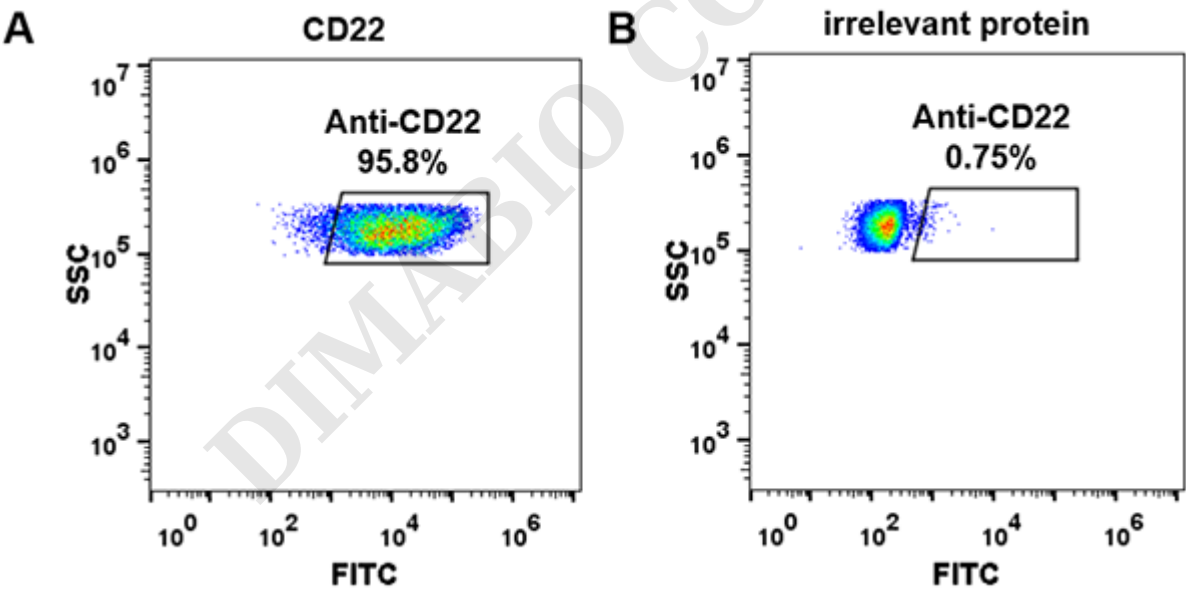 A
CD22
Anti-CD22
95.8%
SSC
10^7
10^6
10^5
10^4
10^3
10^0 10^2 10^4 10^6
FITC
B
irrelevant protein
Anti-CD22
0.75%
SSC
10^7
10^6
10^5
10^4
10^3
10^0 10^2 10^4 10^6
FITC
DIMABIO CO